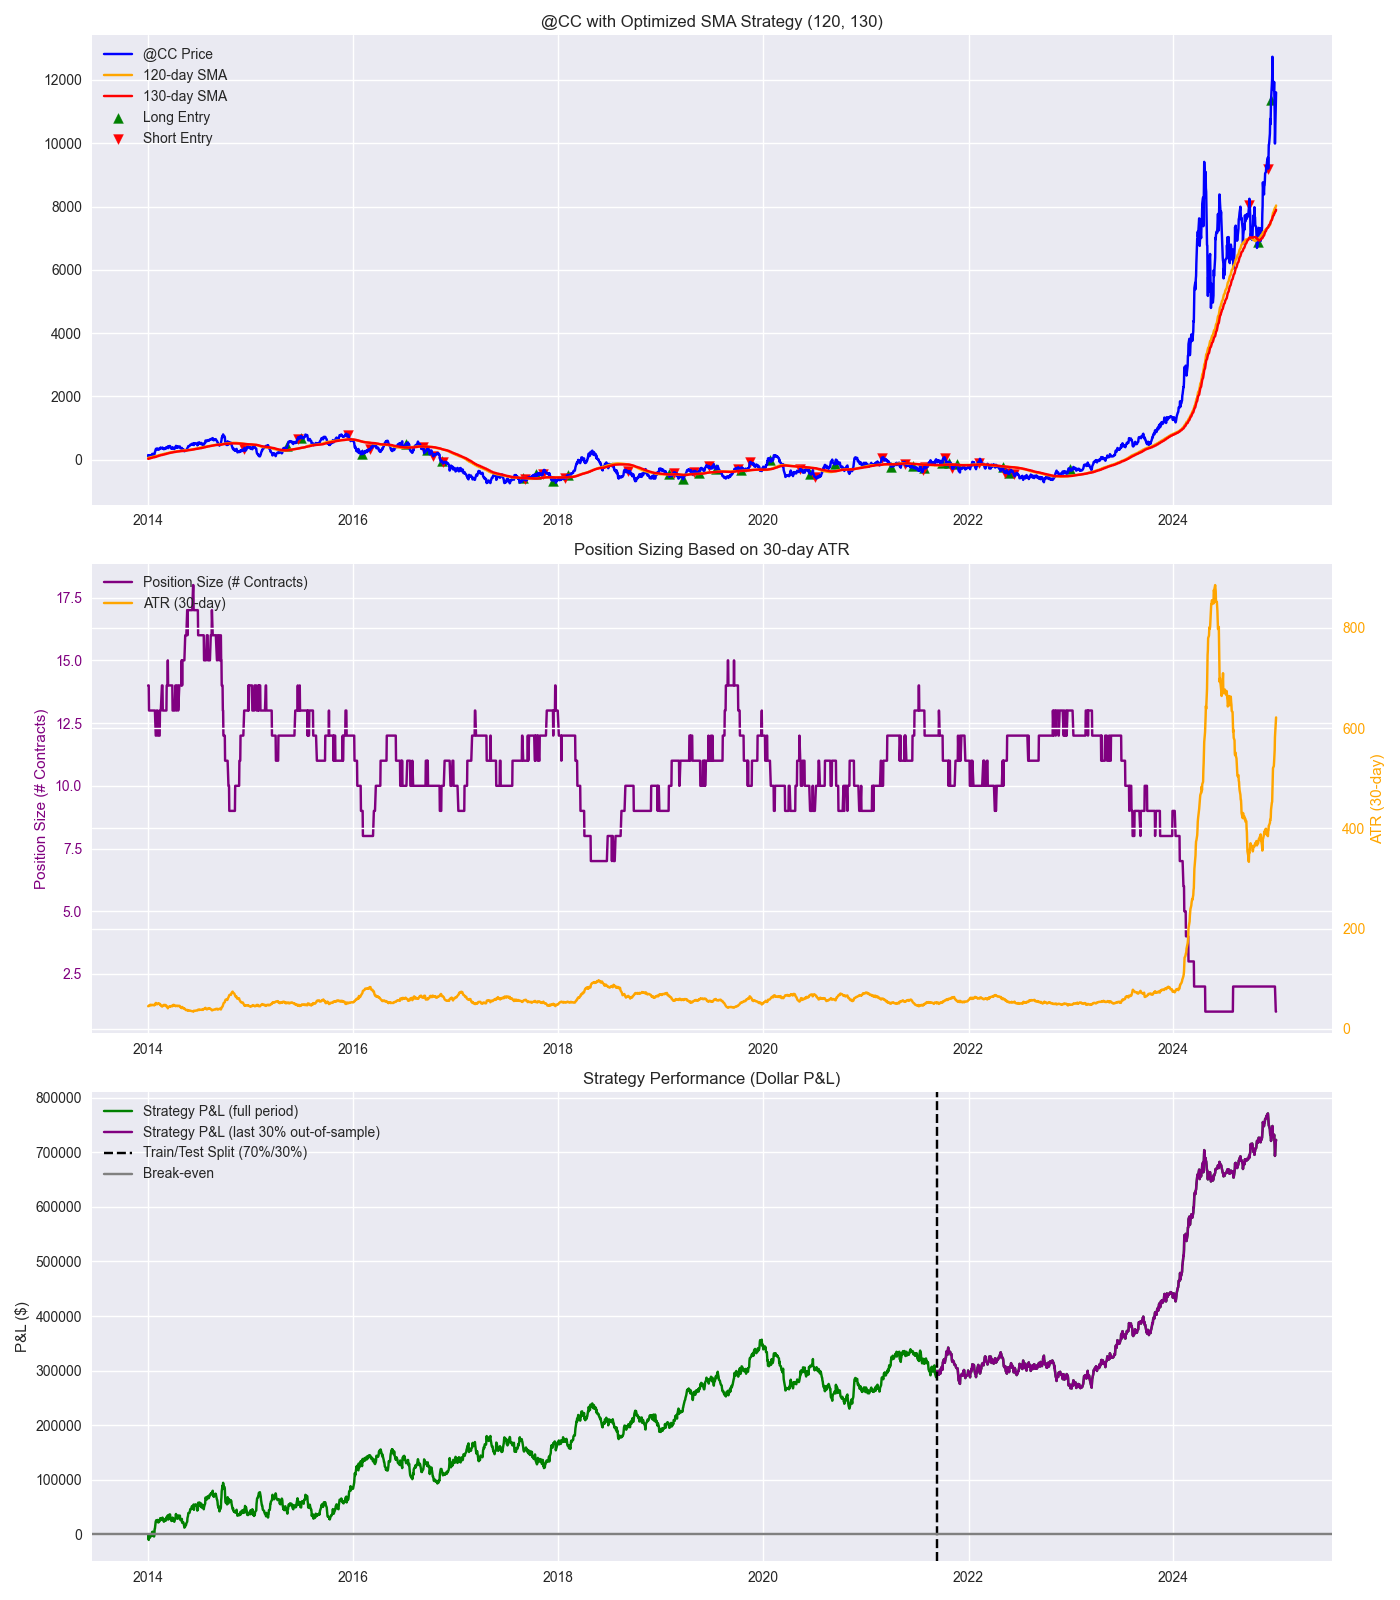 @CC with Optimized SMA Strategy (120, 130)
@CC Price
120-day SMA
130-day SMA
Long Entry
Short Entry
12000
10000
8000
6000
4000
2000
0
2014 2016 2018 2020 2022 2024
Position Sizing Based on 30-day ATR
Position Size (# Contracts)
ATR (30-day)
Position Size (# Contracts)
17.5
15.0
12.5
10.0
7.5
5.0
2.5
800
600
400
200
0
ATR (30-day)
2014 2016 2018 2020 2022 2024
Strategy Performance (Dollar P&L)
Strategy P&L (full period)
Strategy P&L (last 30% out-of-sample)
Train/Test Split (70%/30%)
Break-even
P&L ($)
800000
700000
600000
500000
400000
300000
200000
100000
0
2014 2016 2018 2020 2022 2024